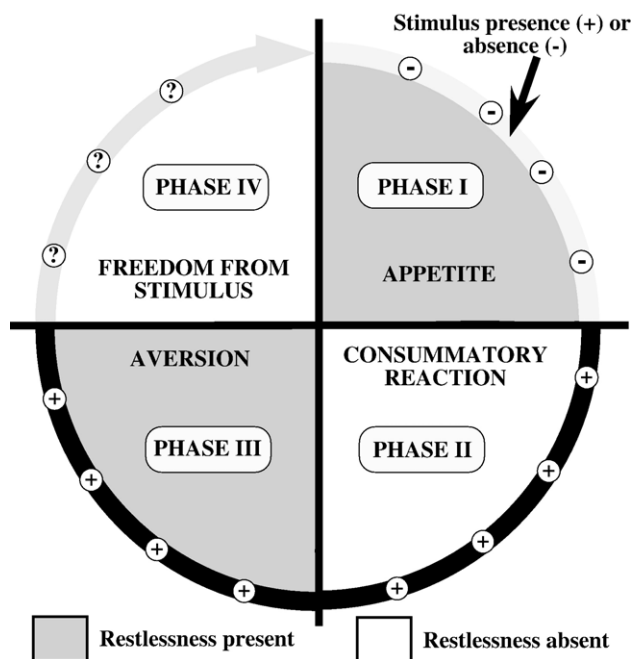 Stimulus presence (+) or
absence (-)
?
?
?
-
-
-
-
PHASE IV
PHASE I
FREEDOM FROM
STIMULUS
APPETITE
AVERSION
CONSUMMATORY
REACTION
PHASE III
PHASE II
+
+
+
+
+
+
+
+
Restlessness present
Restlessness absent